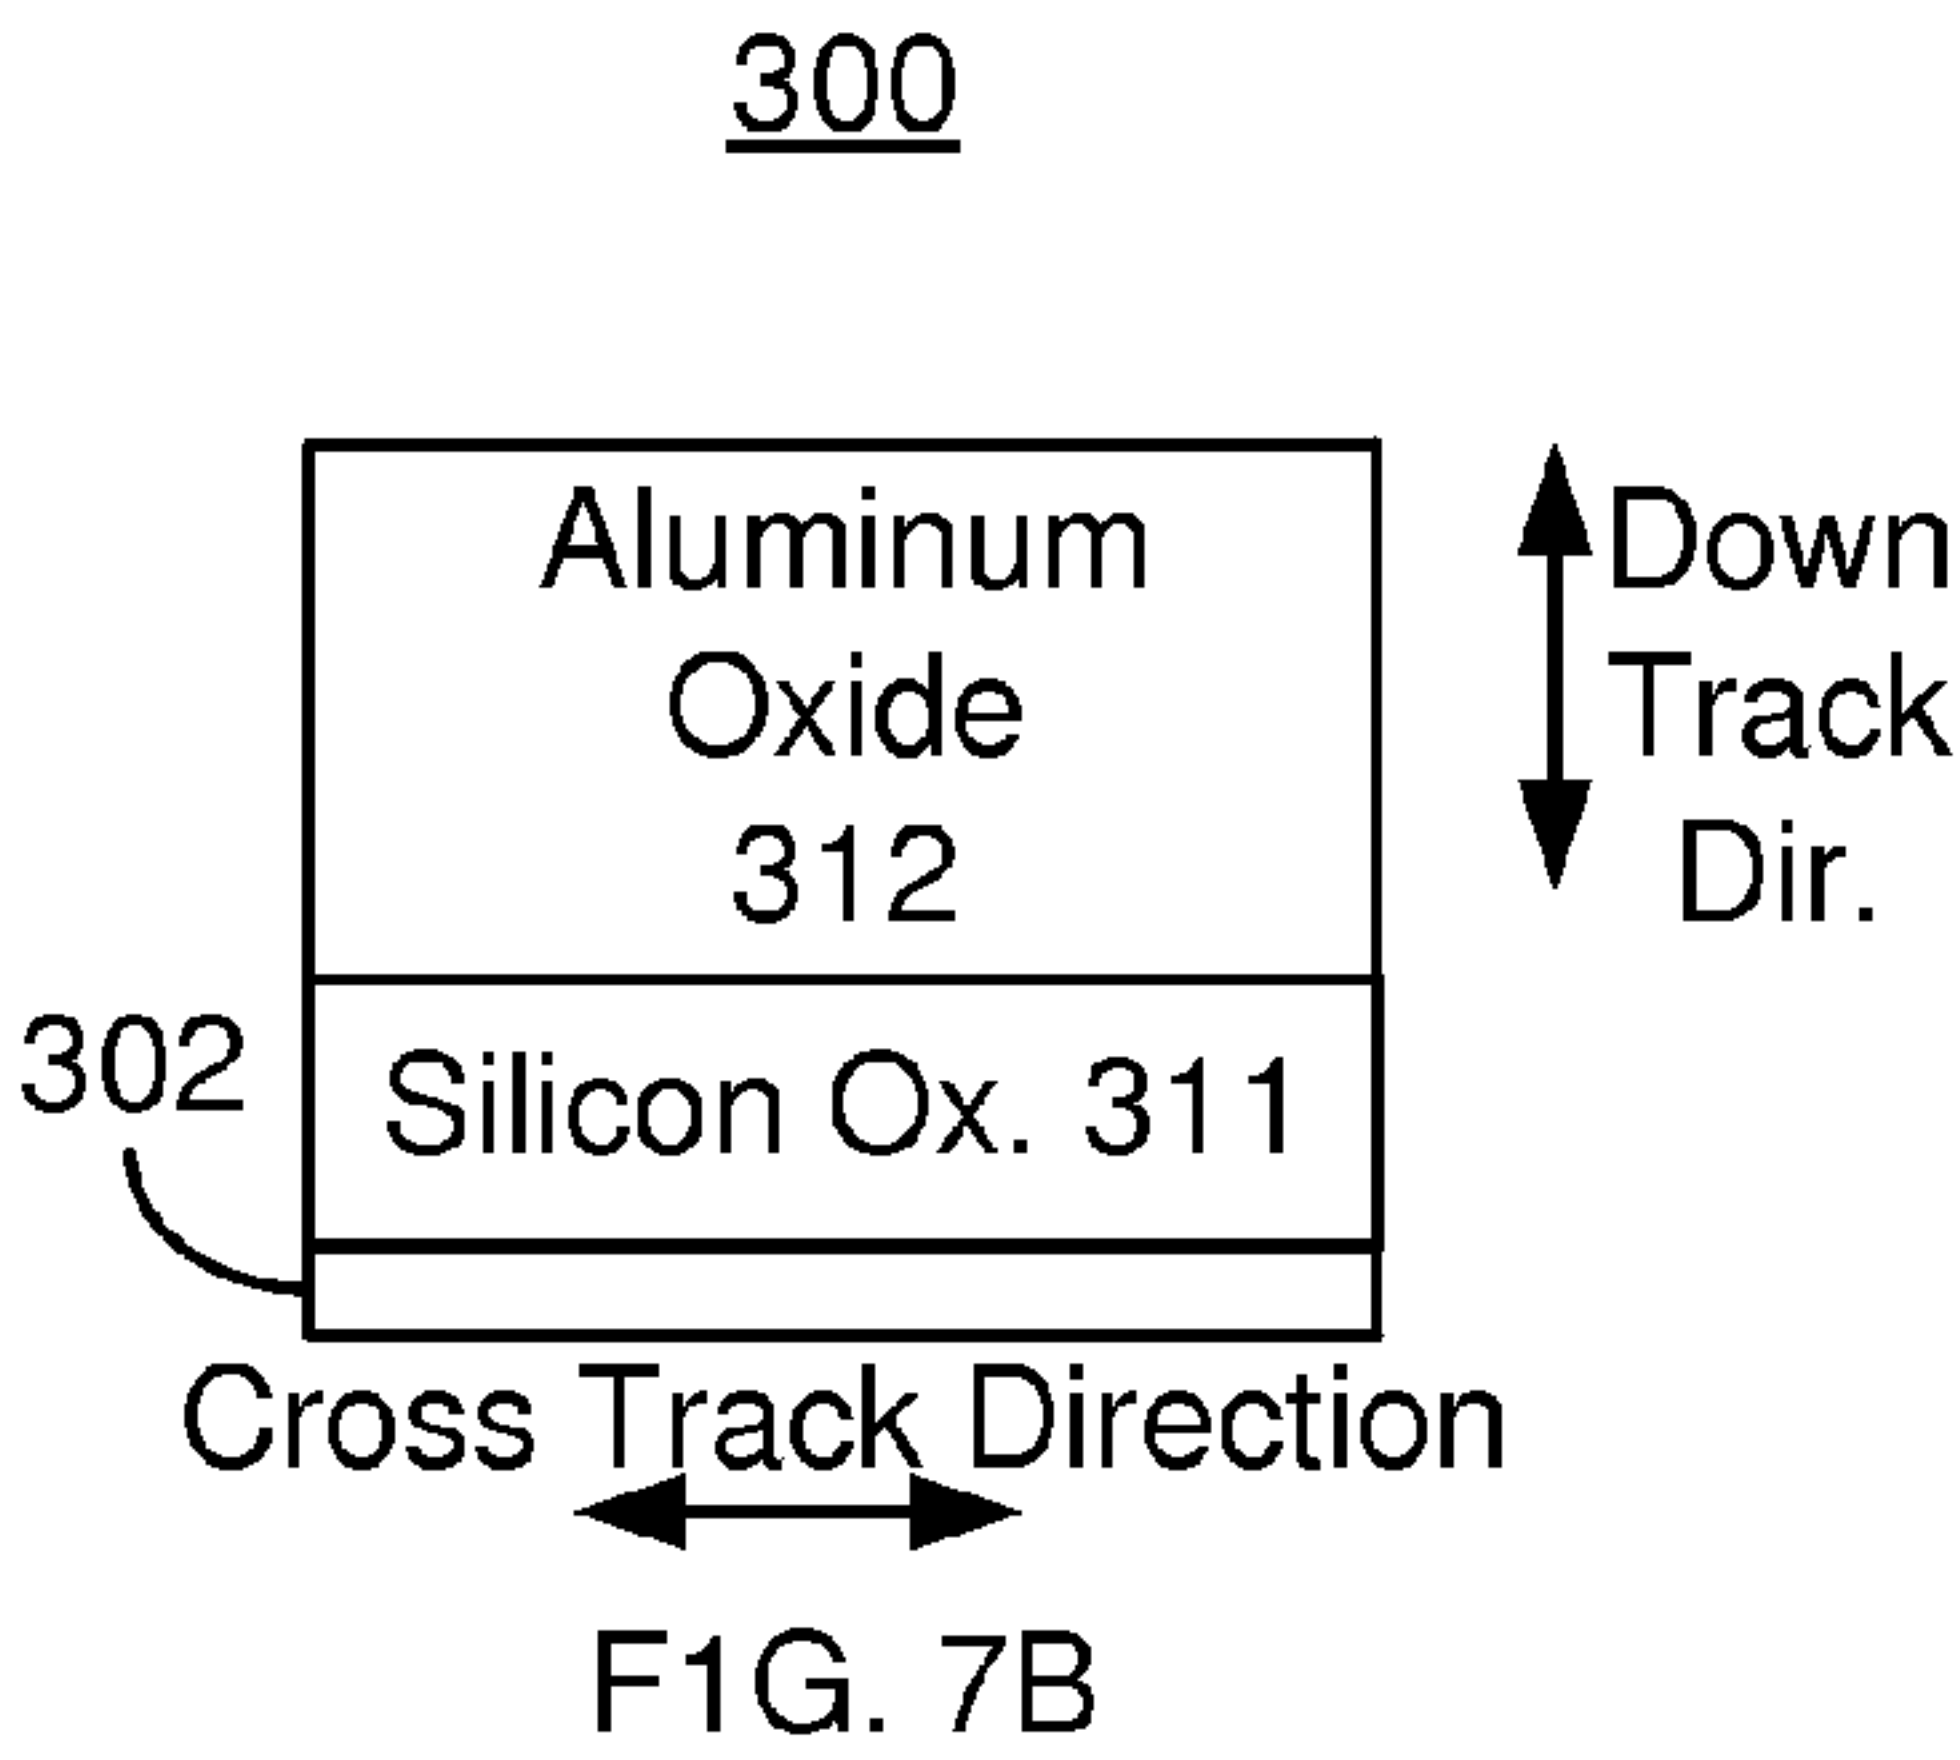 300
Aluminum
Oxide
312
Down
Track
Dir.
302
Silicon Ox. 311
Cross Track Direction
F1G. 7B